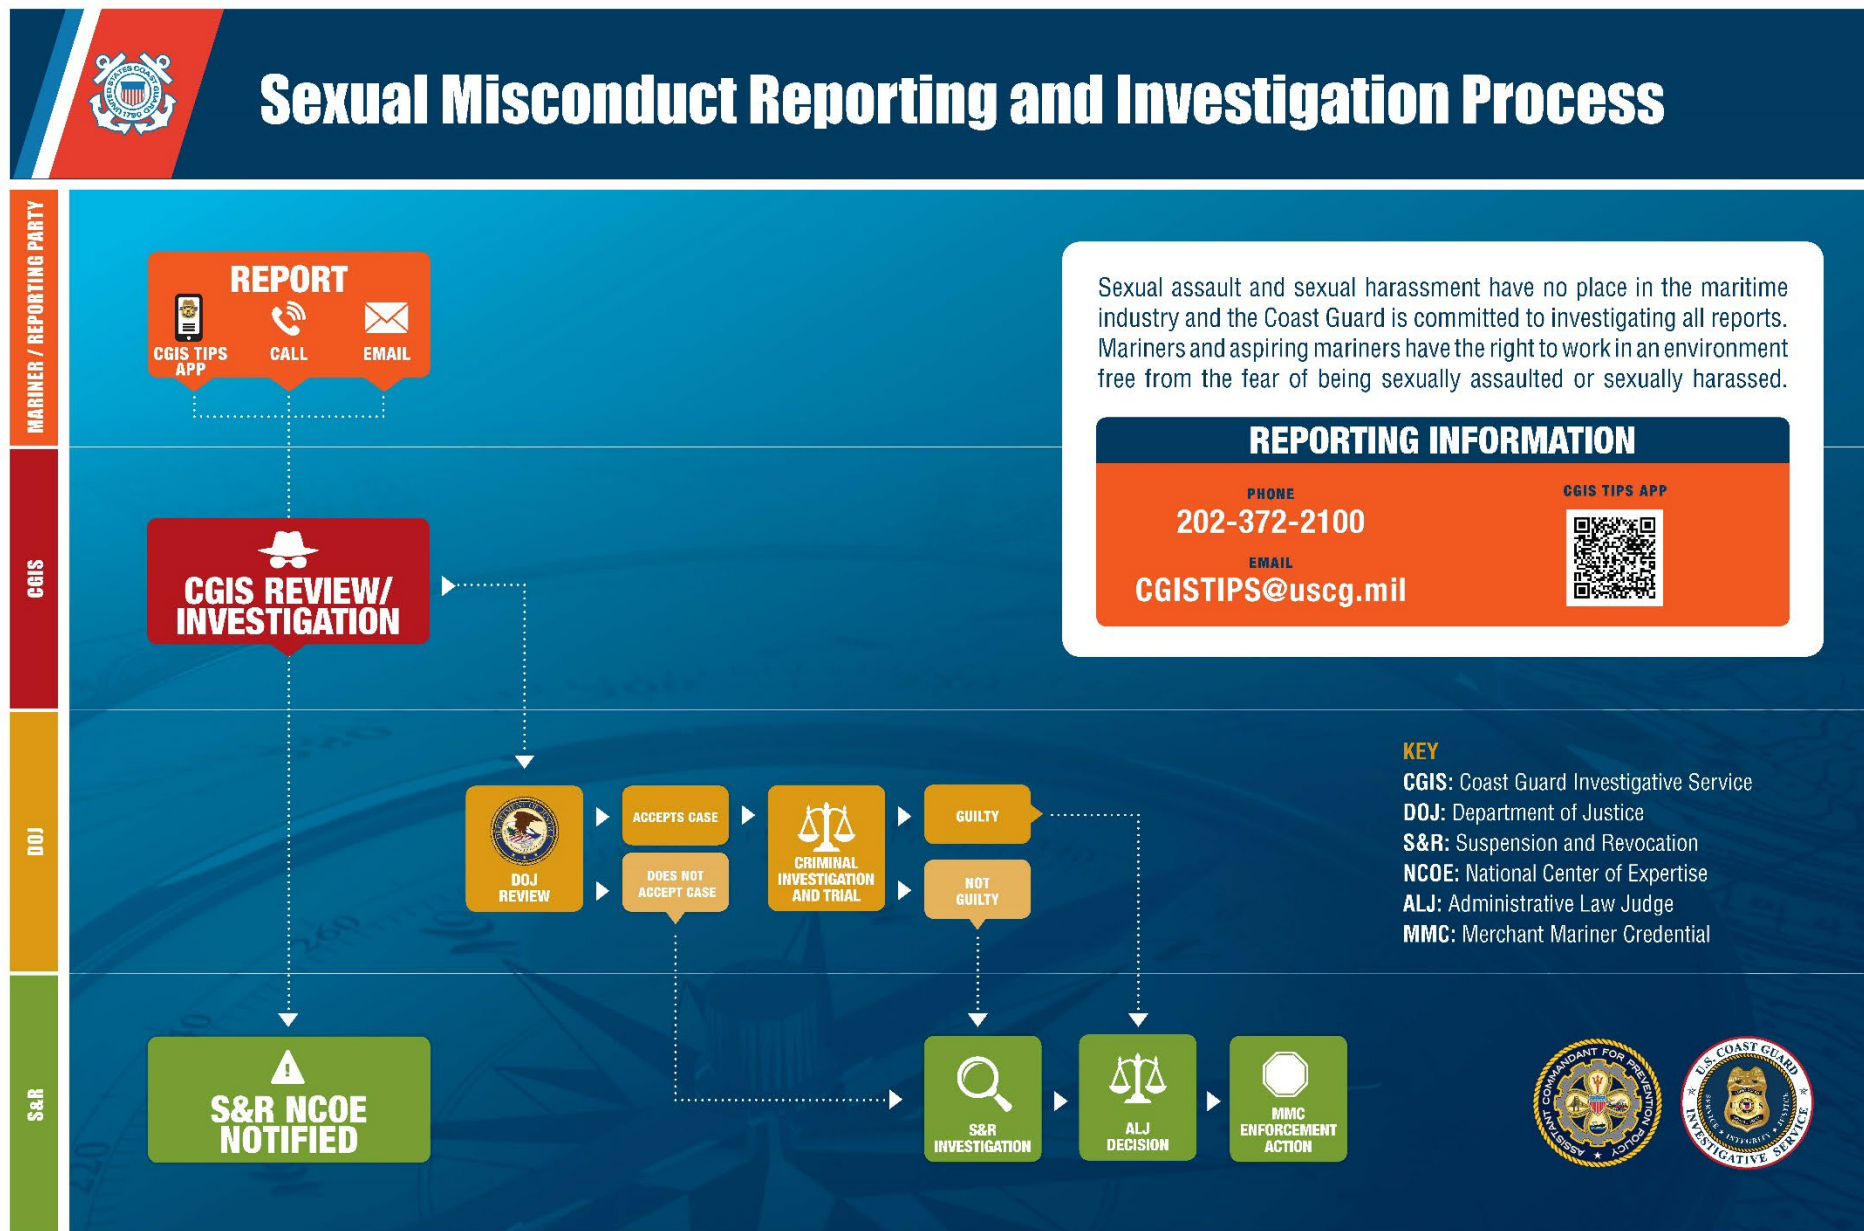 Sexual Misconduct Reporting and Investigation Process
MARINER / REPORTING PARTY
REPORT
CGIS TIPS
APP
CALL
EMAIL
Sexual assault and sexual harassment have no place in the maritime
industry and the Coast Guard is committed to investigating all reports.
Mariners and aspiring mariners have the right to work in an environment
free from the fear of being sexually assaulted or sexually harassed.
REPORTING INFORMATION
PHONE
202-372-2100
EMAIL
CGISTIPS@uscg.mil
CGIS TIPS APP
CGIS
CGIS REVIEW/
INVESTIGATION
DOJ
DOJ
REVIEW
ACCEPTS CASE
DOES NOT
ACCEPT CASE
CRIMINAL
INVESTIGATION
AND TRIAL
GUILTY
NOT
GUILTY
KEY
CGIS: Coast Guard Investigative Service
DOJ: Department of Justice
S&R: Suspension and Revocation
NCOE: National Center of Expertise
ALJ: Administrative Law Judge
MMC: Merchant Mariner Credential
S&R
S&R NCOE
NOTIFIED
S&R
INVESTIGATION
ALJ
DECISION
MMC
ENFORCEMENT
ACTION
ASSISTANT COMMANDANT FOR PREVENTION POLICY
U.S. COAST GUARD
INVESTIGATIVE SERVICE
UNITED STATES COAST GUARD
1790
260